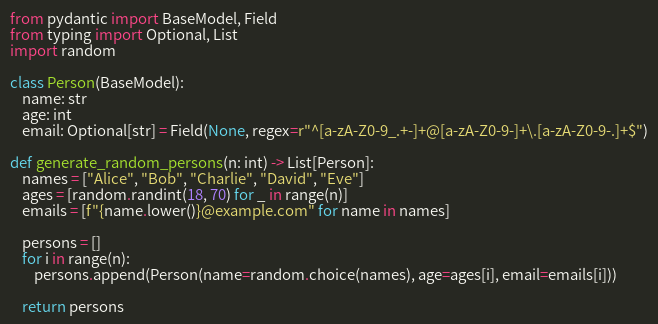 from pydantic import BaseModel, Field
from typing import Optional, List
import random

class Person(BaseModel):
    name: str
    age: int
    email: Optional[str] = Field(None, regex=r"^[a-zA-Z0-9_.+-]+@[a-zA-Z0-9-]+\.[a-zA-Z0-9-.]+$")

def generate_random_persons(n: int) -> List[Person]:
    names = ["Alice", "Bob", "Charlie", "David", "Eve"]
    ages = [random.randint(18, 70) for _ in range(n)]
    emails = [f"{name.lower()}@example.com" for name in names]

    persons = []
    for i in range(n):
        persons.append(Person(name=random.choice(names), age=ages[i], email=emails[i]))

    return persons